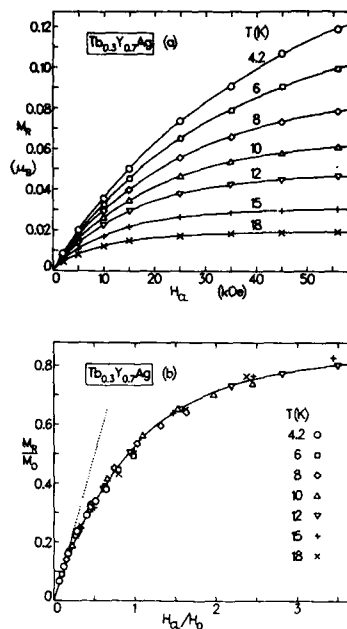 Tb0.3Y0.7Ag (a)
T(K)
0.12
4.2
0.10
6
MR
0.08
8
(μB)
0.06
10
0.04
12
15
0.02
18
0
0 10 20 30 40 50
HCL (kOe)
Tb0.3Y0.7Ag (b)
0.8
T(K)
0.6
4.2
MR/M0
6
0.4
8
10
12
0.2
15
18
0
0 1 2 3
HCL/H0